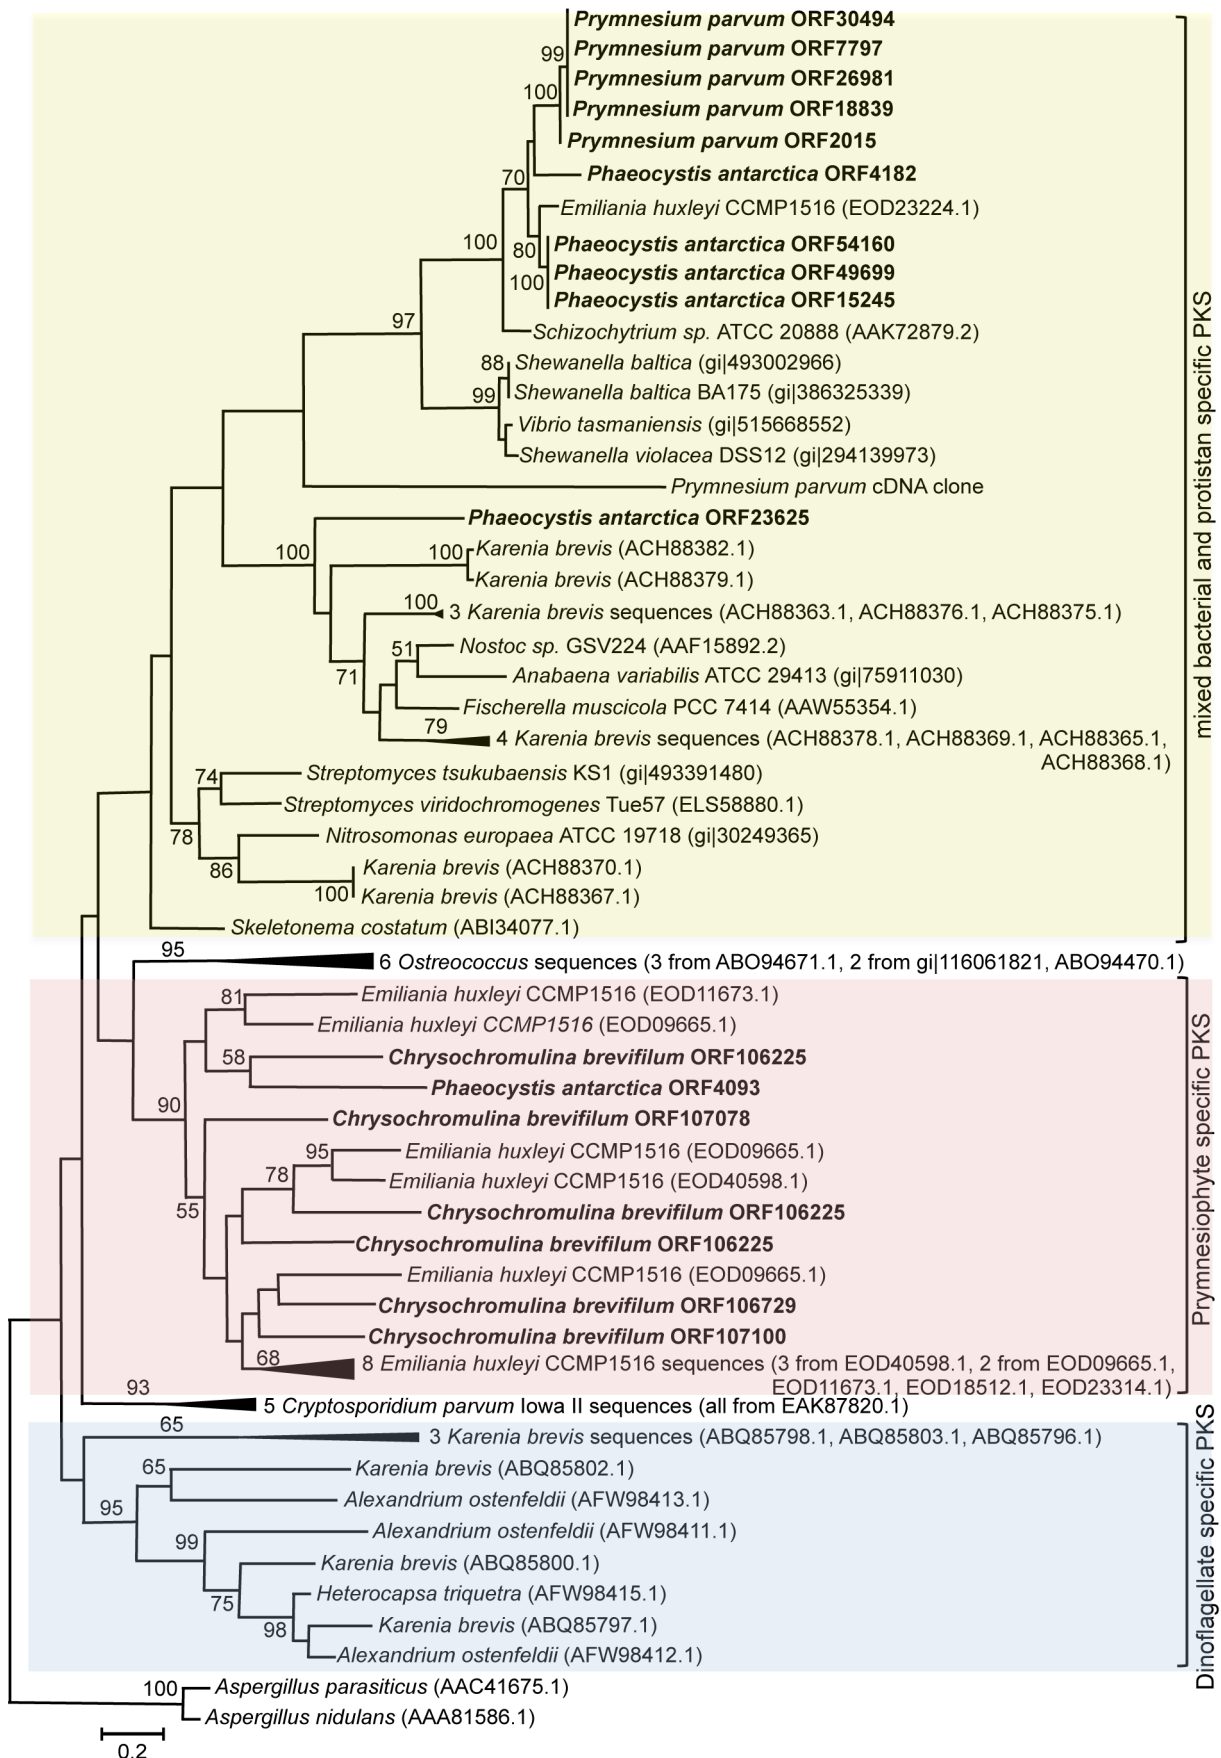 Prymnesium parvum ORF30494
99
Prymnesium parvum ORF7797
Prymnesium parvum ORF26981
100
Prymnesium parvum ORF18839
Prymnesium parvum ORF2015
70
Phaeocystis antarctica ORF4182
Emiliania huxleyi CCMP1516 (EOD23224.1)
100
80
Phaeocystis antarctica ORF54160
Phaeocystis antarctica ORF49699
100
Phaeocystis antarctica ORF15245
97
Schizochytrium sp. ATCC 20888 (AAK72879.2)
88
Shewanella baltica (gi|493002966)
99
Shewanella baltica BA175 (gi|386325339)
Vibrio tasmaniensis (gi|515668552)
Shewanella violacea DSS12 (gi|294139973)
Prymnesium parvum cDNA clone
Phaeocystis antarctica ORF23625
100
100
Karenia brevis (ACH88382.1)
Karenia brevis (ACH88379.1)
100
3 Karenia brevis sequences (ACH88363.1, ACH88376.1, ACH88375.1)
51
Nostoc sp. GSV224 (AAF15892.2)
71
Anabaena variabilis ATCC 29413 (gi|75911030)
Fischerella muscicola PCC 7414 (AAW55354.1)
79
4 Karenia brevis sequences (ACH88378.1, ACH88369.1, ACH88365.1,
ACH88368.1)
74
Streptomyces tsukubaensis KS1 (gi|493391480)
Streptomyces viridochromogenes Tue57 (ELS58880.1)
78
Nitrosomonas europaea ATCC 19718 (gi|30249365)
86
Karenia brevis (ACH88370.1)
100
Karenia brevis (ACH88367.1)
Skeletonema costatum (ABI34077.1)
mixed bacterial and protistan specific PKS
95
6 Ostreococcus sequences (3 from ABO94671.1, 2 from gi|116061821, ABO94470.1)
81
Emiliania huxleyi CCMP1516 (EOD11673.1)
Emiliania huxleyi CCMP1516 (EOD09665.1)
58
Chrysochromulina brevifilum ORF106225
Phaeocystis antarctica ORF4093
90
Chrysochromulina brevifilum ORF107078
95
Emiliania huxleyi CCMP1516 (EOD09665.1)
78
Emiliania huxleyi CCMP1516 (EOD40598.1)
55
Chrysochromulina brevifilum ORF106225
Chrysochromulina brevifilum ORF106225
Emiliania huxleyi CCMP1516 (EOD09665.1)
Chrysochromulina brevifilum ORF106729
Chrysochromulina brevifilum ORF107100
68
8 Emiliania huxleyi CCMP1516 sequences (3 from EOD40598.1, 2 from EOD09665.1,
EOD11673.1, EOD18512.1, EOD23314.1)
Prymnesiophyte specific PKS
93
5 Cryptosporidium parvum Iowa II sequences (all from EAK87820.1)
65
3 Karenia brevis sequences (ABQ85798.1, ABQ85803.1, ABQ85796.1)
65
Karenia brevis (ABQ85802.1)
95
Alexandrium ostenfeldii (AFW98413.1)
99
Alexandrium ostenfeldii (AFW98411.1)
Karenia brevis (ABQ85800.1)
75
Heterocapsa triquetra (AFW98415.1)
98
Karenia brevis (ABQ85797.1)
Alexandrium ostenfeldii (AFW98412.1)
Dinoflagellate specific PKS
100
Aspergillus parasiticus (AAC41675.1)
Aspergillus nidulans (AAA81586.1)
0.2